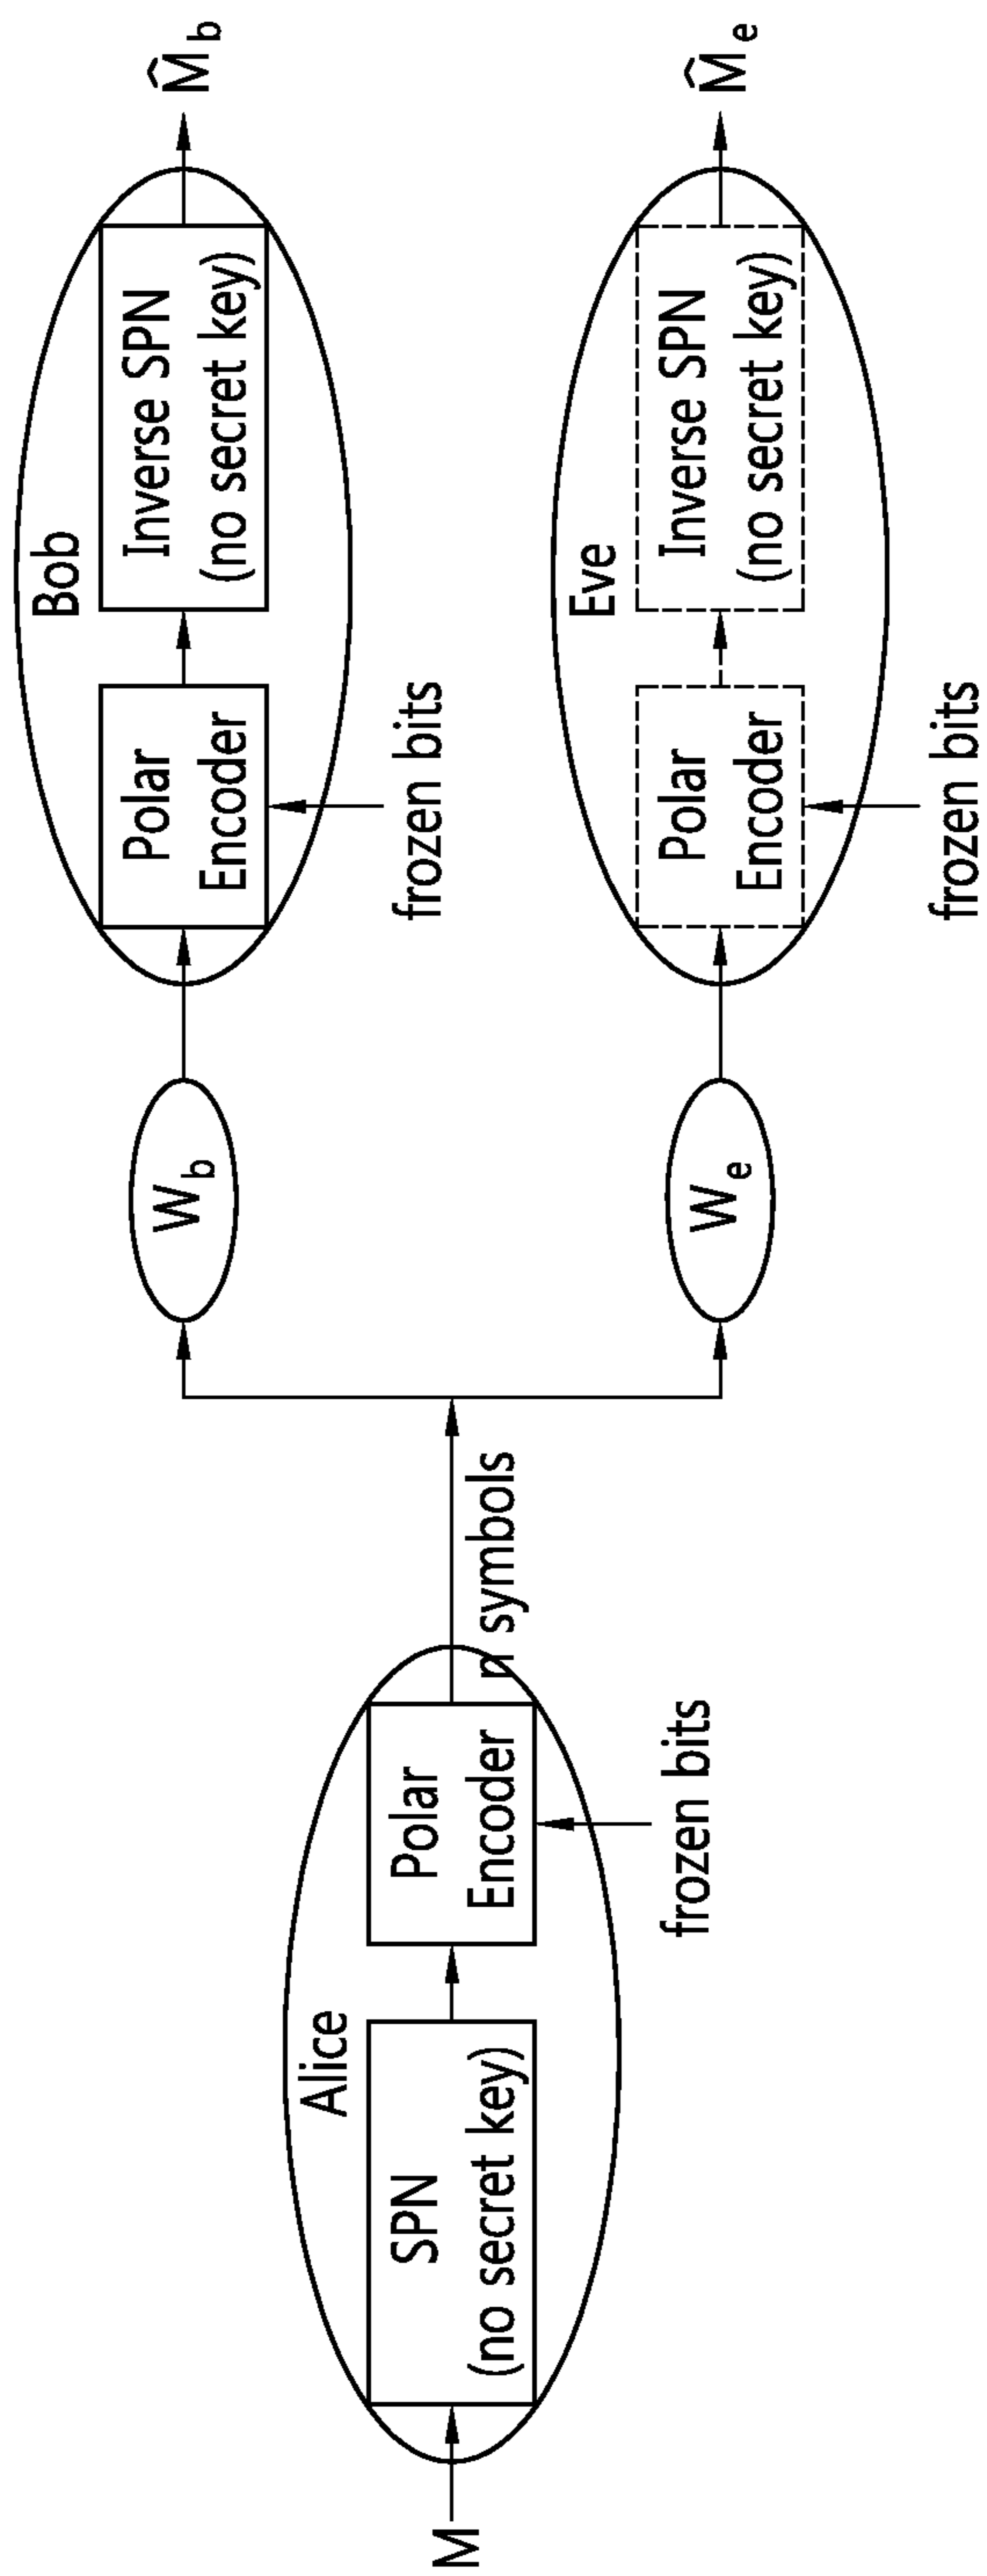 M
Alice
SPN
(no secret key)
Polar
Encoder
frozen bits
n symbols
W_b
W_e
Bob
Polar
Encoder
frozen bits
Inverse SPN
(no secret key)
M̂_b
Eve
Polar
Encoder
frozen bits
Inverse SPN
(no secret key)
M̂_e